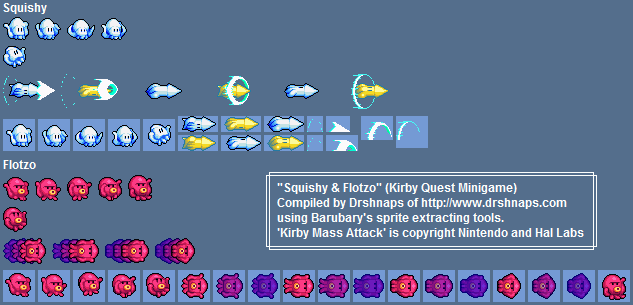 Squishy
Flotzo
"Squishy & Flotzo" (Kirby Quest Minigame)
Compiled by Drshnaps of http://www.drshnaps.com
using Barubary's sprite extracting tools.
'Kirby Mass Attack' is copyright Nintendo and Hal Labs